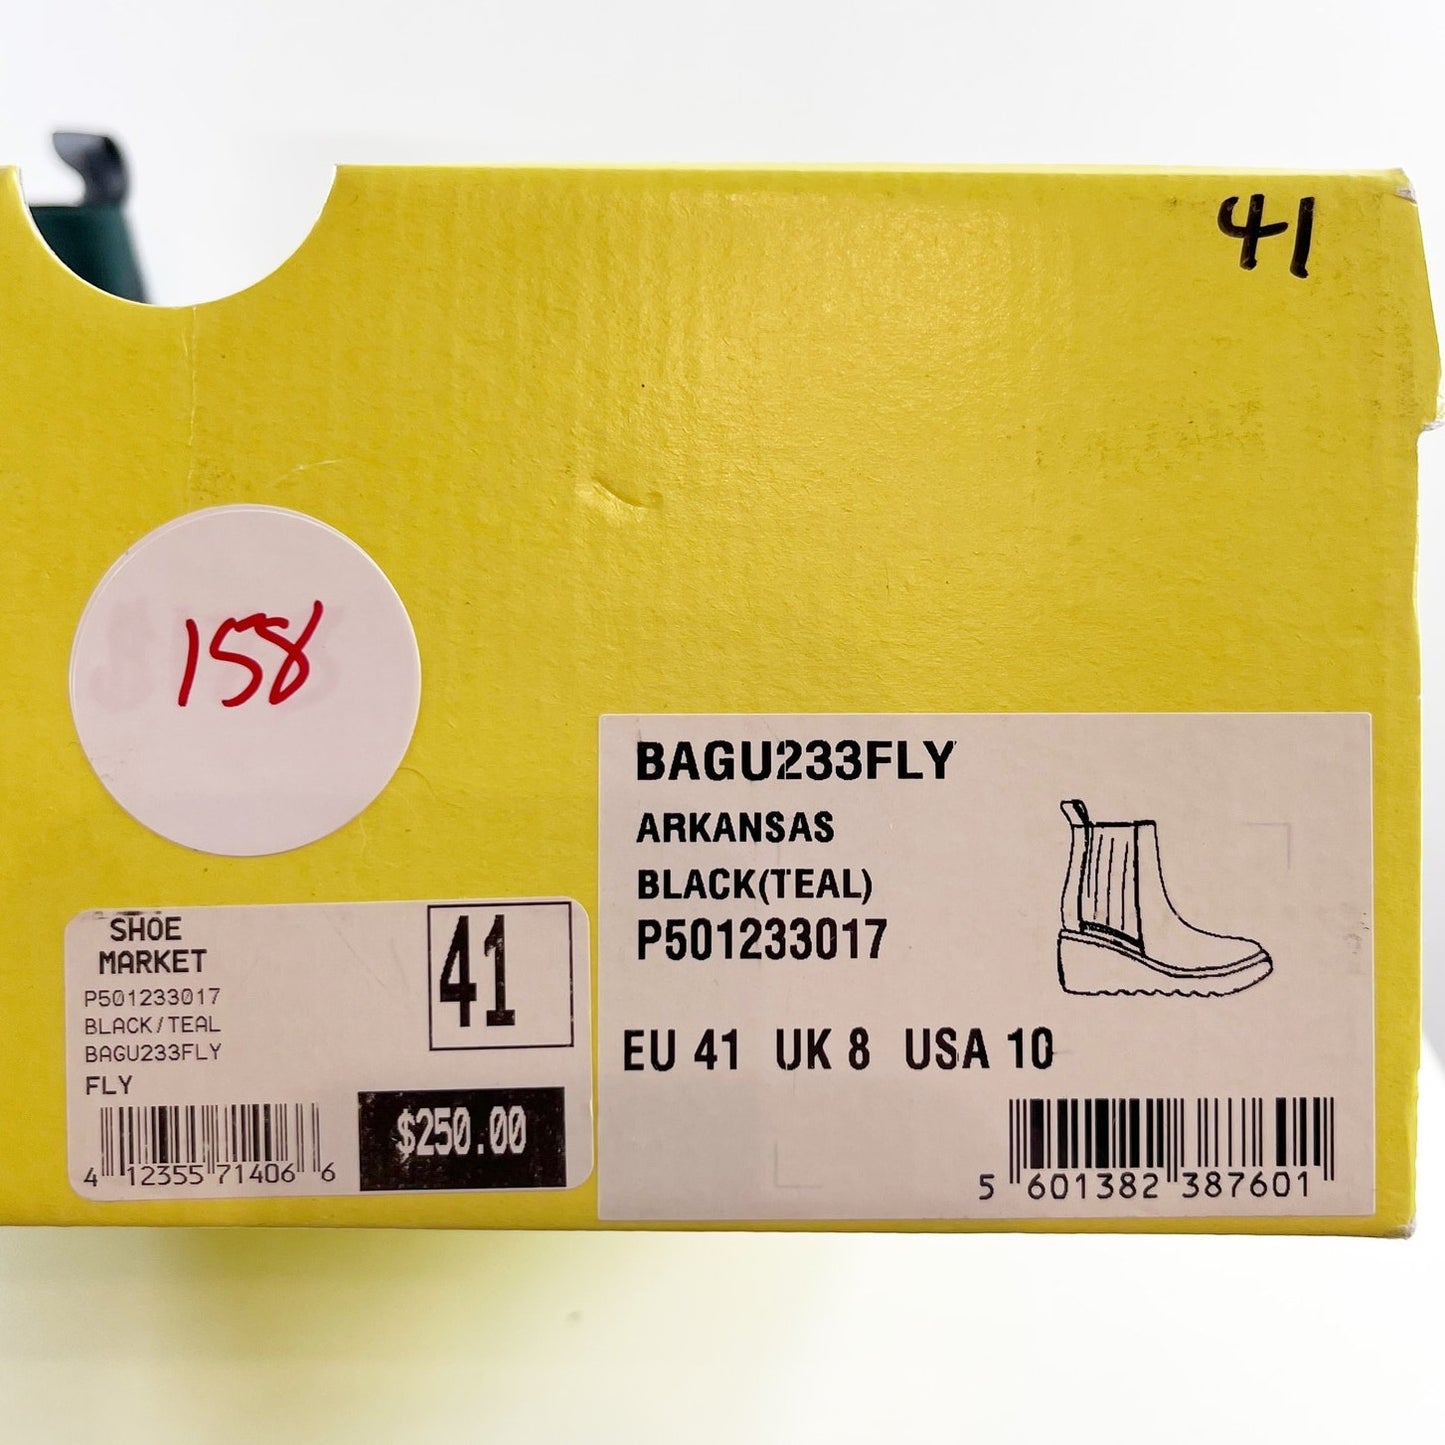 41
158
SHOE
MARKET
P501233017
BLACK/TEAL
BAGU233FLY
FLY
41
$250.00
4 12355 71406 6
BAGU233FLY
ARKANSAS
BLACK(TEAL)
P501233017
EU 41 UK 8 USA 10
5 601382 387601